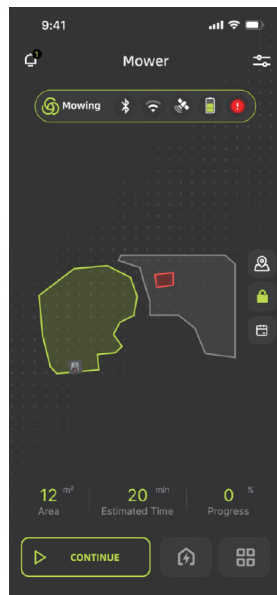 9:41
1
Mower
Mowing
12 m²
20 min
0 %
Area
Estimated Time
Progress
CONTINUE